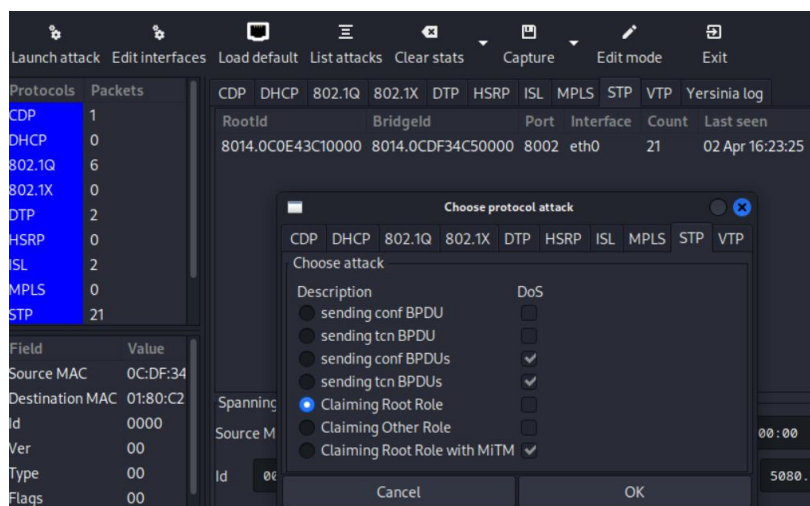 Launch attack Edit interfaces Load default List attacks Clear stats Capture Edit mode Exit
Protocols Packets
CDP 1
DHCP 0
802.1Q 6
802.1X 0
DTP 2
HSRP 0
ISL 2
MPLS 0
STP 21
Field Value
Source MAC 0C:DF:34
Destination MAC 01:80:C2
Id 0000
Ver 00
Type 00
Flags 00
CDP DHCP 802.1Q 802.1X DTP HSRP ISL MPLS STP VTP Yersinia log
RootId BridgeId Port Interface Count Last seen
8014.0C0E43C10000 8014.0CDF34C50000 8002 eth0 21 02 Apr 16:23:25
Choose protocol attack
CDP DHCP 802.1Q 802.1X DTP HSRP ISL MPLS STP VTP
Choose attack
Description DoS
sending conf BPDU
sending tcn BPDU
sending conf BPDUs
sending tcn BPDUs
Claiming Root Role
Claiming Other Role
Claiming Root Role with MiTM
Cancel OK
Spanning
Source M 00:00
Id 00 5080.